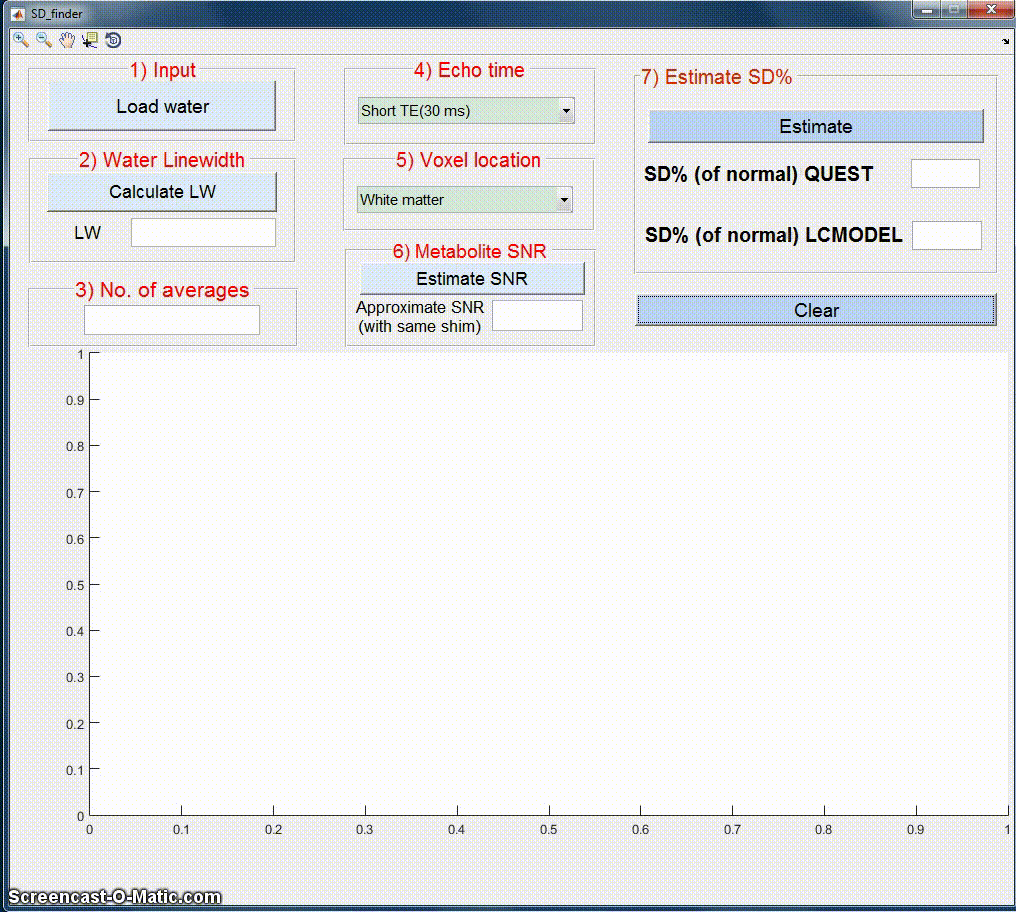 SD_finder
1) Input
Load water
2) Water Linewidth
Calculate LW
LW
3) No. of averages
4) Echo time
Short TE(30 ms)
5) Voxel location
White matter
6) Metabolite SNR
Estimate SNR
Approximate SNR
(with same shim)
7) Estimate SD%
Estimate
SD% (of normal) QUEST
SD% (of normal) LCMODEL
Clear
1
0.9
0.8
0.7
0.6
0.5
0.4
0.3
0.2
0.1
0
0 0.1 0.2 0.3 0.4 0.5 0.6 0.7 0.8 0.9 1
Screencast-O-Matic.com